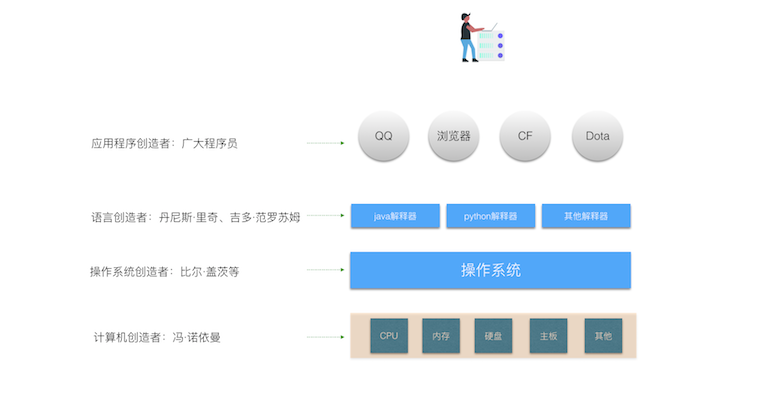 应用程序创造者：广大程序员
QQ
浏览器
CF
Dota
语言创造者：丹尼斯·里奇、吉多·范罗苏姆
java解释器
python解释器
其他解释器
操作系统创造者：比尔·盖茨等
操作系统
计算机创造者：冯·诺依曼
CPU
内存
硬盘
主板
其他